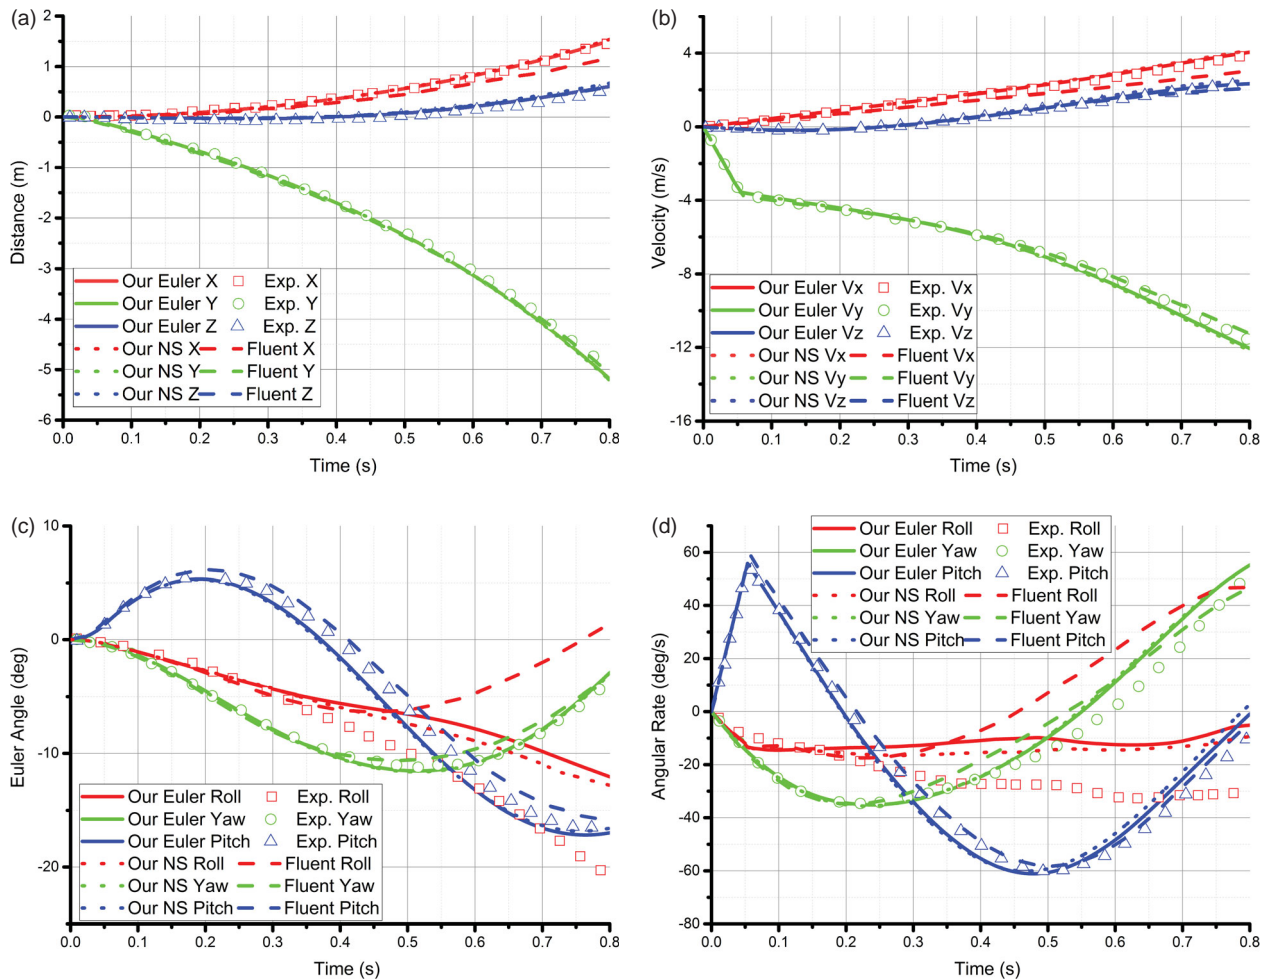 (a)
2
1
0
-1
-2
-3
-4
-5
-6
Distance (m)
Our Euler X
Exp. X
Our Euler Y
Exp. Y
Our Euler Z
Exp. Z
Our NS X
Fluent X
Our NS Y
Fluent Y
Our NS Z
Fluent Z
0.0 0.1 0.2 0.3 0.4 0.5 0.6 0.7 0.8
Time (s)
(b)
4
0
-4
-8
-12
-16
Velocity (m/s)
Our Euler Vx
Exp. Vx
Our Euler Vy
Exp. Vy
Our Euler Vz
Exp. Vz
Our NS Vx
Fluent Vx
Our NS Vy
Fluent Vy
Our NS Vz
Fluent Vz
0.0 0.1 0.2 0.3 0.4 0.5 0.6 0.7 0.8
Time (s)
(c)
10
0
-10
-20
Euler Angle (deg)
Our Euler Roll
Exp. Roll
Our Euler Yaw
Exp. Yaw
Our Euler Pitch
Exp. Pitch
Our NS Roll
Fluent Roll
Our NS Yaw
Fluent Yaw
Our NS Pitch
Fluent Pitch
0.0 0.1 0.2 0.3 0.4 0.5 0.6 0.7 0.8
Time (s)
(d)
60
40
20
0
-20
-40
-60
-80
Angular Rate (deg/s)
Our Euler Roll
Exp. Roll
Our Euler Yaw
Exp. Yaw
Our Euler Pitch
Exp. Pitch
Our NS Roll
Fluent Roll
Our NS Yaw
Fluent Yaw
Our NS Pitch
Fluent Pitch
0.0 0.1 0.2 0.3 0.4 0.5 0.6 0.7 0.8
Time (s)